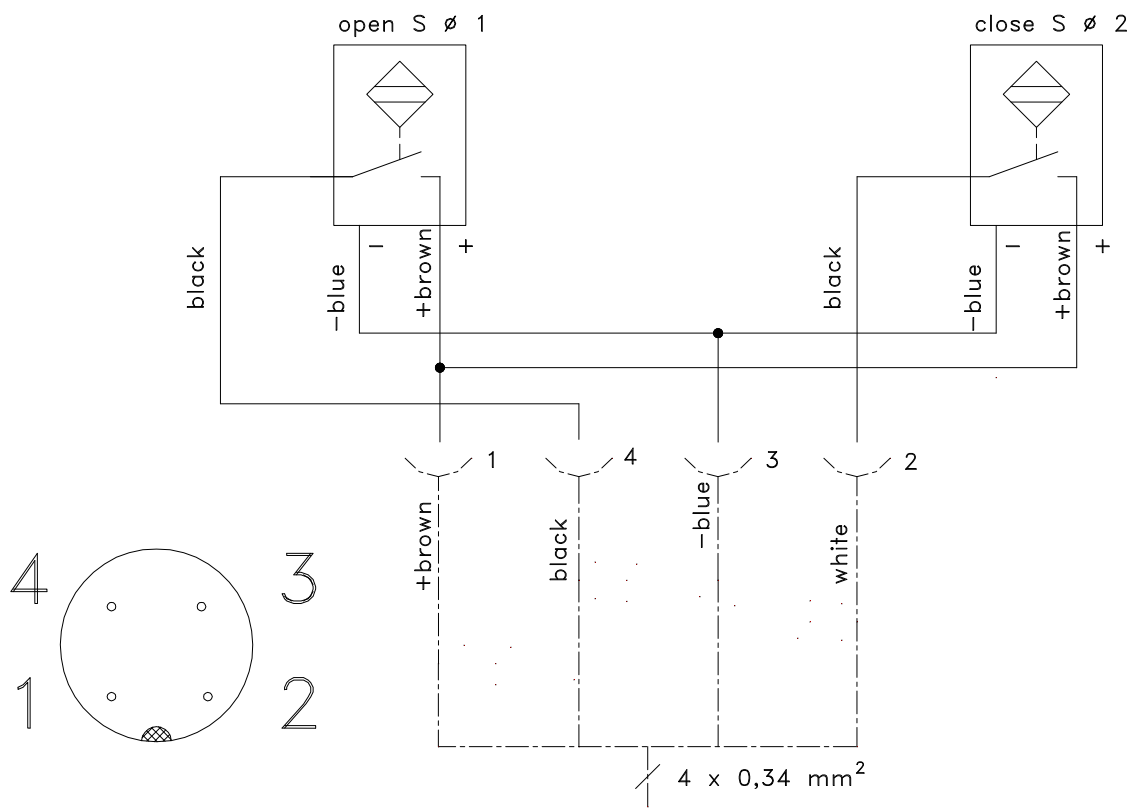 open S ø 1
close S ø 2
- +
- +
black
-blue
+brown
black
-blue
+brown
1
4
3
2
+brown
black
-blue
white
4
3
1
2
4 x 0,34 mm²